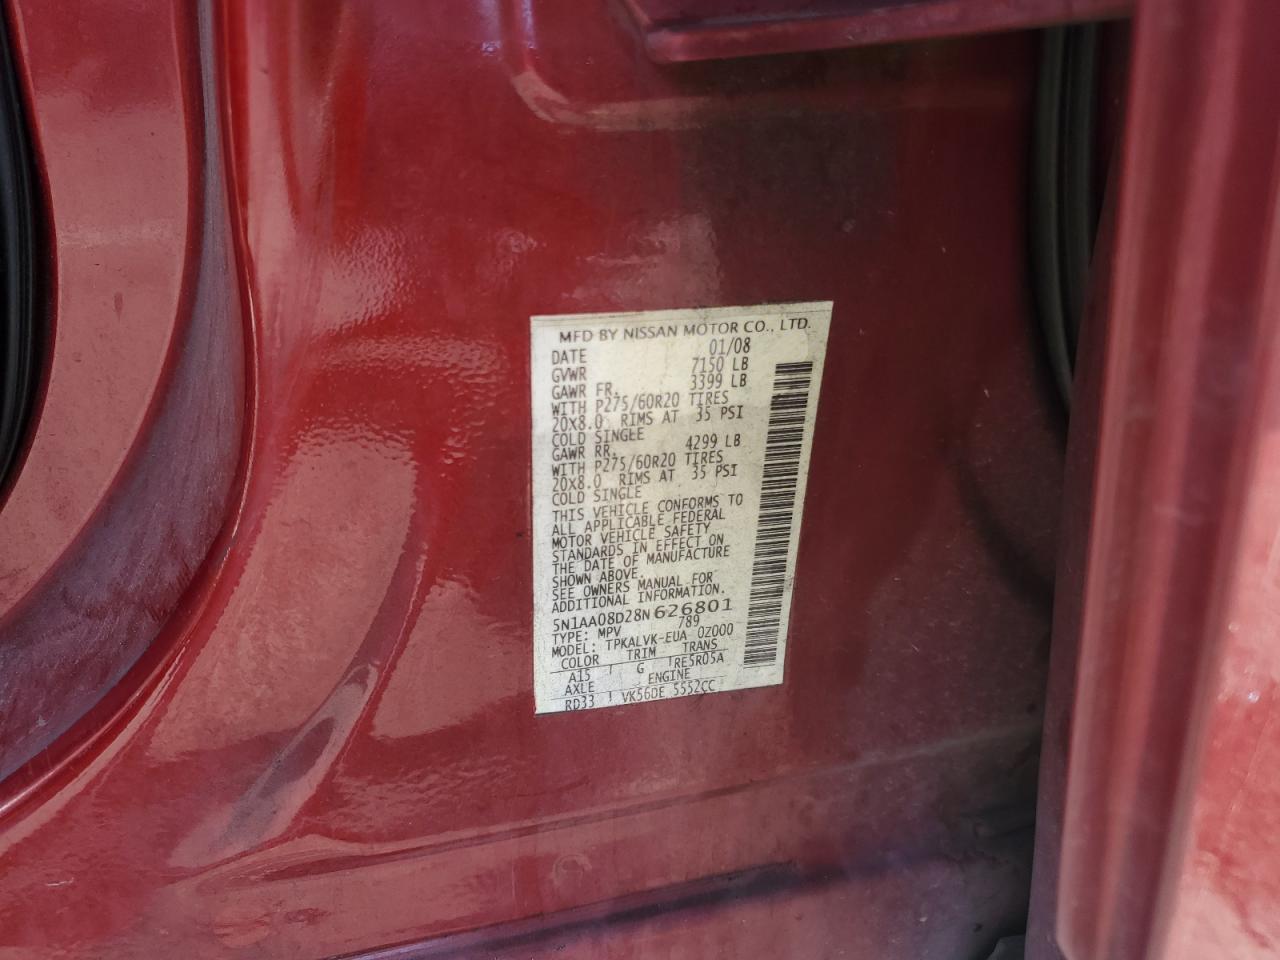 MFD BY NISSAN MOTOR CO., LTD.
DATE 01/08
GVWR 7150 LB
GAWR FR. 3399 LB
WITH P275/60R20 TIRES
20X8.0 RIMS AT 35 PSI
COLD SINGLE
GAWR RR. 4299 LB
WITH P275/60R20 TIRES
20X8.0 RIMS AT 35 PSI
COLD SINGLE
THIS VEHICLE CONFORMS TO
ALL APPLICABLE FEDERAL
MOTOR VEHICLE SAFETY
STANDARDS IN EFFECT ON
THE DATE OF MANUFACTURE
SHOWN ABOVE.
SEE OWNERS MANUAL FOR
ADDITIONAL INFORMATION.
5N1AA08D28N626801
TYPE: MPV 789
MODEL: TPKALVK-EUA 0Z000
COLOR TRIM TRANS
A15 G RE5R05A
AXLE ENGINE
RD33 VK56DE 5552CC